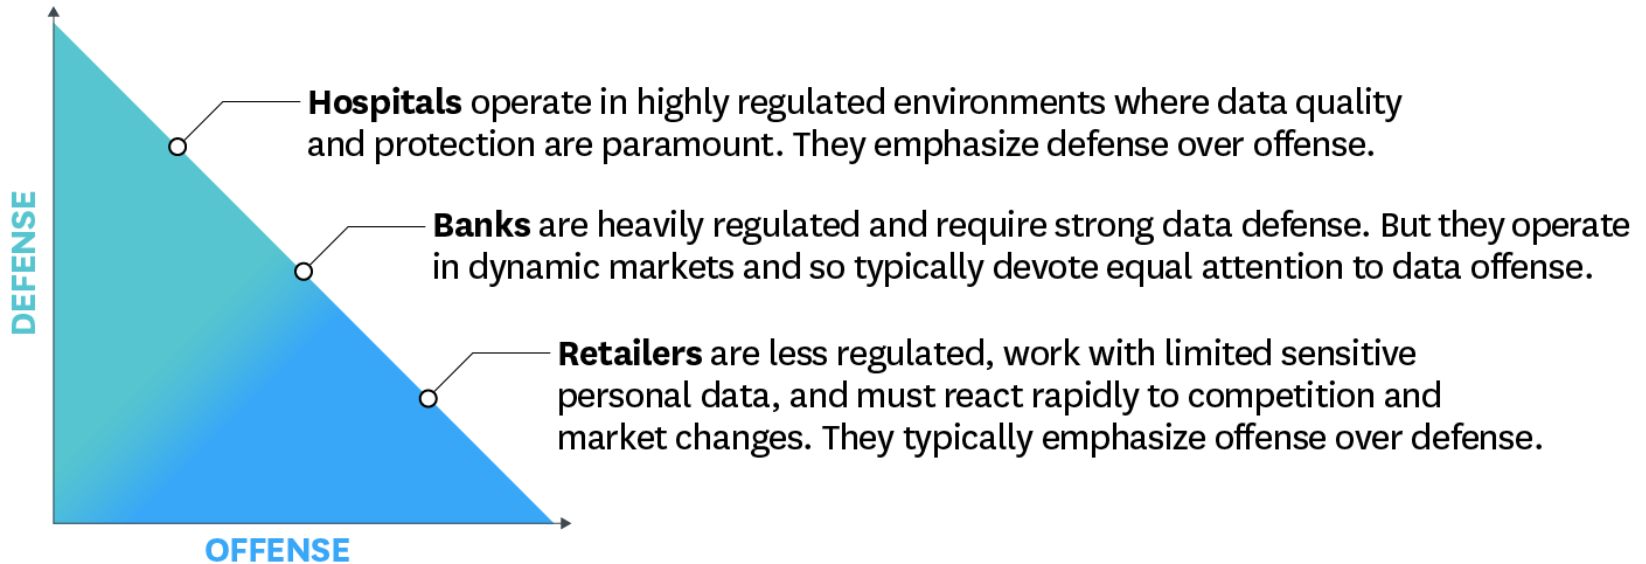 Hospitals operate in highly regulated environments where data quality
and protection are paramount. They emphasize defense over offense.
Banks are heavily regulated and require strong data defense. But they operate
in dynamic markets and so typically devote equal attention to data offense.
DEFENSE
Retailers are less regulated, work with limited sensitive
personal data, and must react rapidly to competition and
market changes. They typically emphasize offense over defense.
OFFENSE